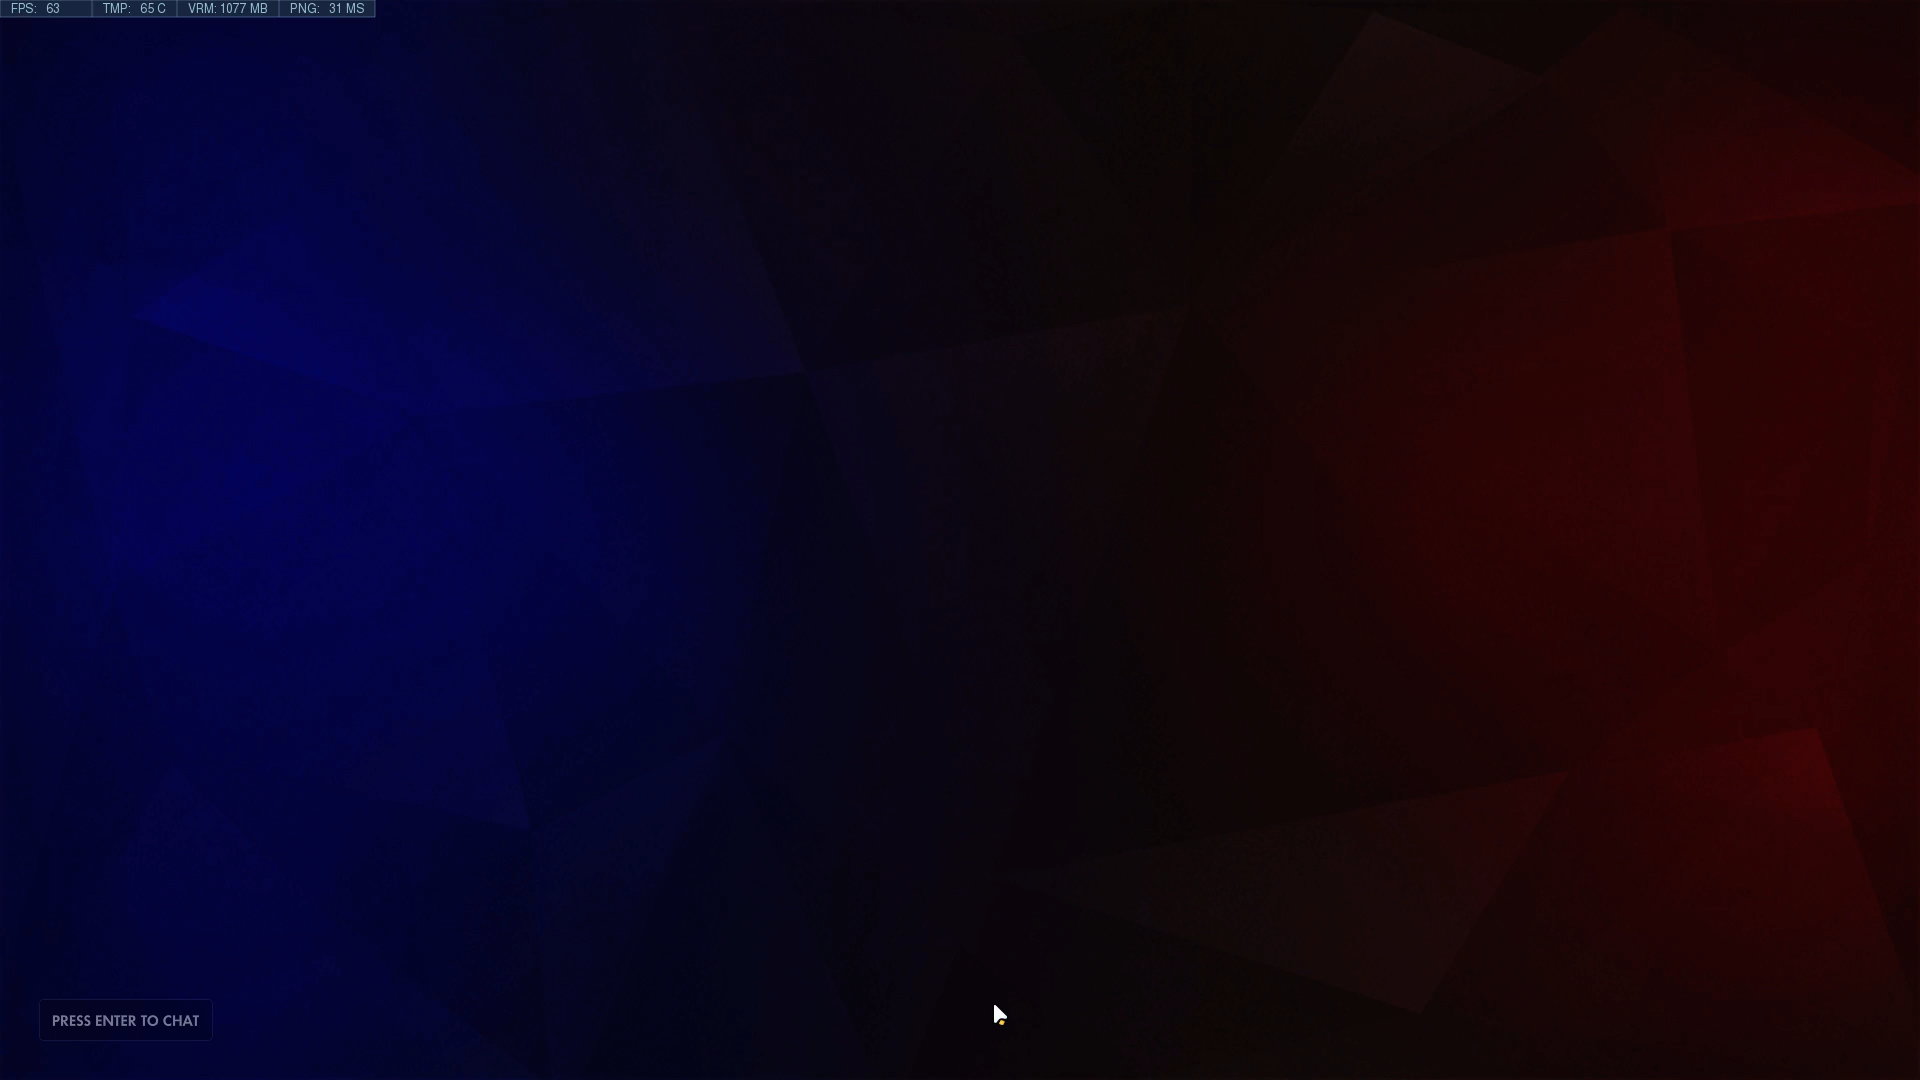 FPS: 63 TMP: 65 C VRM: 1077 MB PNG: 31 MS
PRESS ENTER TO CHAT